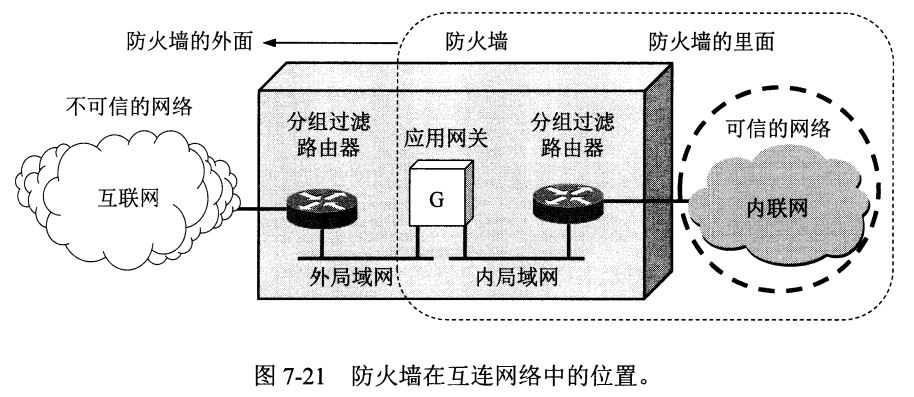 防火墙的外面
防火墙
防火墙的里面
不可信的网络
互联网
分组过滤
路由器
应用网关
G
分组过滤
路由器
可信的网络
内联网
外局域网
内局域网
图 7-21 防火墙在互连网络中的位置。